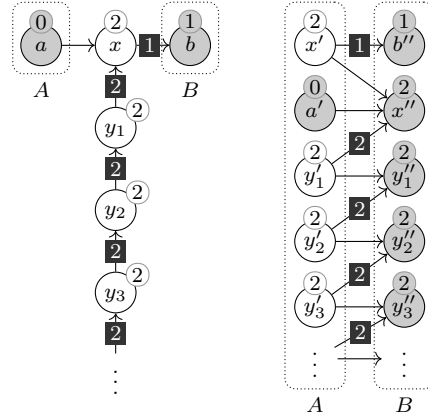 0 2 1
a x 1 b
A 2 B
2
y₁
2
2
y₂
2
2
y₃
2
⋮
2 1
x′ 1 b″
0 2
a′ x″
2
2 2
y′₁ y″₁
2
2 2
y′₂ y″₂
2
2 2
y′₃ y″₃
2
⋮ ⋮
A B